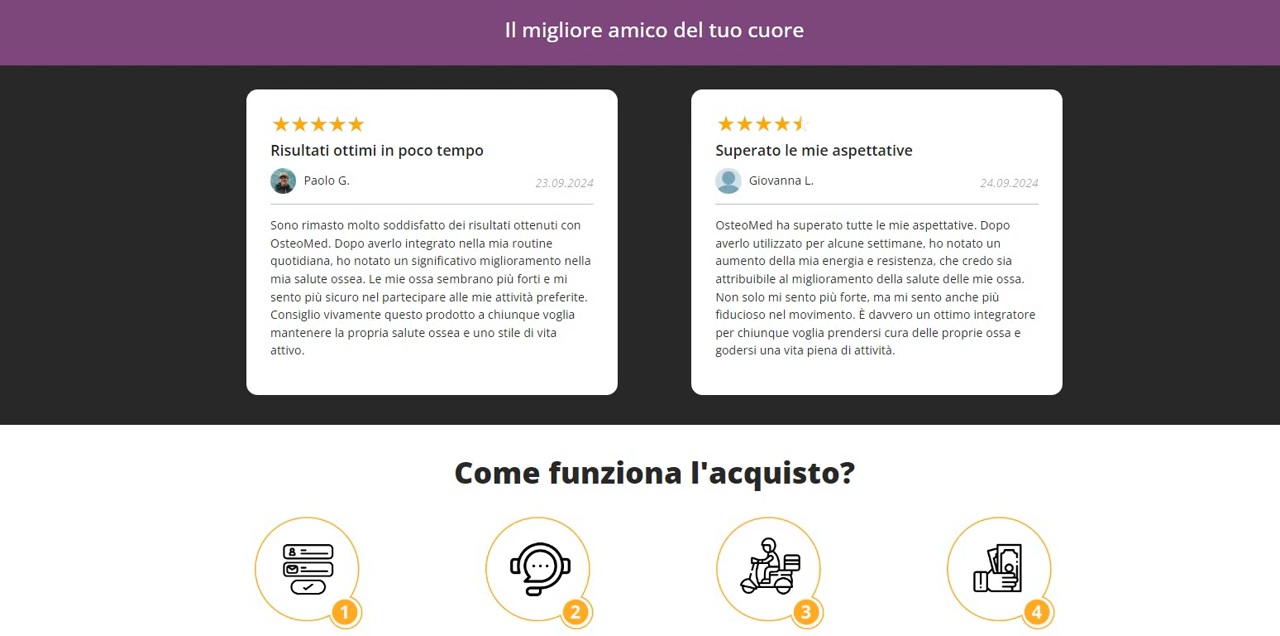 Il migliore amico del tuo cuore
Risultati ottimi in poco tempo
Paolo G.
23.09.2024
Sono rimasto molto soddisfatto dei risultati ottenuti con
OsteoMed. Dopo averlo integrato nella mia routine
quotidiana, ho notato un significativo miglioramento nella
mia salute ossea. Le mie ossa sembrano più forti e mi
sento più sicuro nel partecipare alle mie attività preferite.
Consiglio vivamente questo prodotto a chiunque voglia
mantenere la propria salute ossea e uno stile di vita
attivo.
Superato le mie aspettative
Giovanna L.
24.09.2024
OsteoMed ha superato tutte le mie aspettative. Dopo
averlo utilizzato per alcune settimane, ho notato un
aumento della mia energia e resistenza, che credo sia
attribuibile al miglioramento della salute delle mie ossa.
Non solo mi sento più forte, ma mi sento anche più
fiducioso nel movimento. È davvero un ottimo integratore
per chiunque voglia prendersi cura delle proprie ossa e
godersi una vita piena di attività.
Come funziona l'acquisto?
1
2
3
4